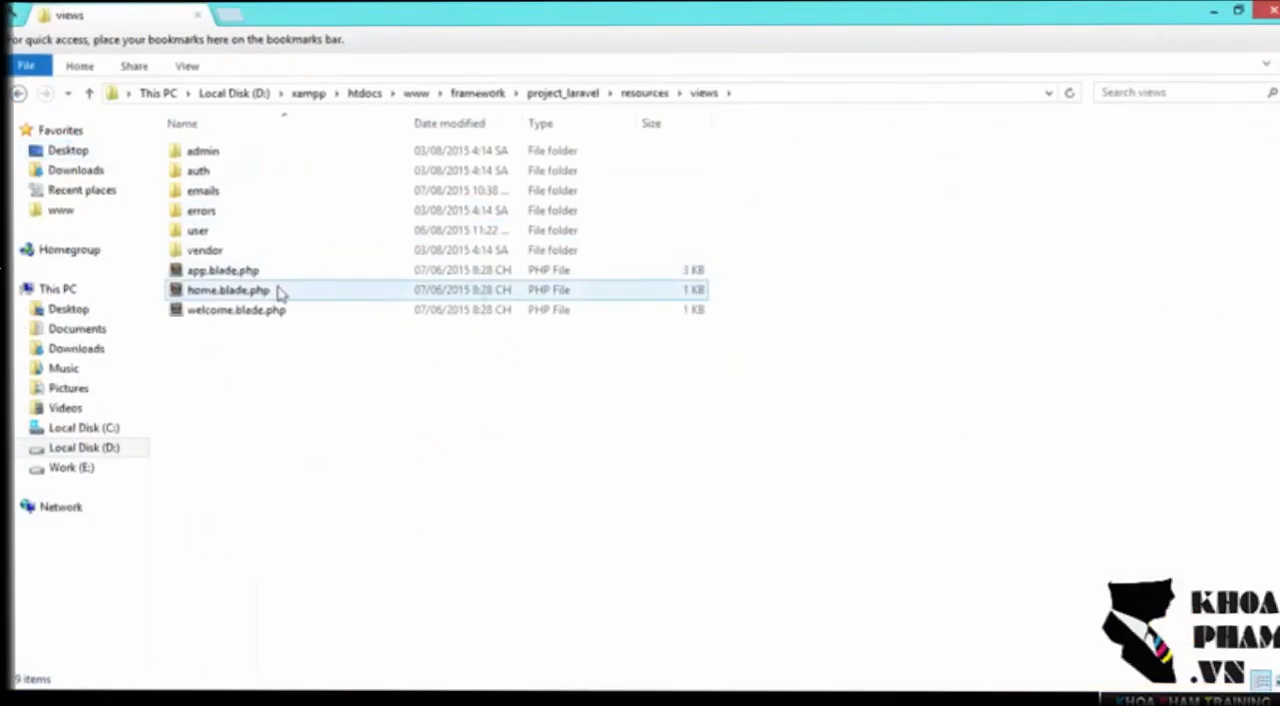 views
or quick access, place your bookmarks here on the bookmarks bar.
File Home Share View
This PC Local Disk (D:) xampp htdocs www framework project_laravel resources views
Search views
Name Date modified Type Size
Favorites
Desktop
Downloads
Recent places
www
Homegroup
This PC
Desktop
Documents
Downloads
Music
Pictures
Videos
Local Disk (C:)
Local Disk (D:)
Work (E:)
Network
admin 03/08/2015 4:14 SA File folder
auth 03/08/2015 4:14 SA File folder
emails 07/08/2015 10:38 ... File folder
errors 03/08/2015 4:14 SA File folder
user 06/08/2015 11:22 ... File folder
vendor 03/08/2015 4:14 SA File folder
app.blade.php 07/06/2015 8:28 CH PHP File 3 KB
home.blade.php 07/06/2015 8:28 CH PHP File 1 KB
welcome.blade.php 07/06/2015 8:28 CH PHP File 1 KB
9 items
KHOA
PHAM
.VN
KHOA PHAM TRAINING